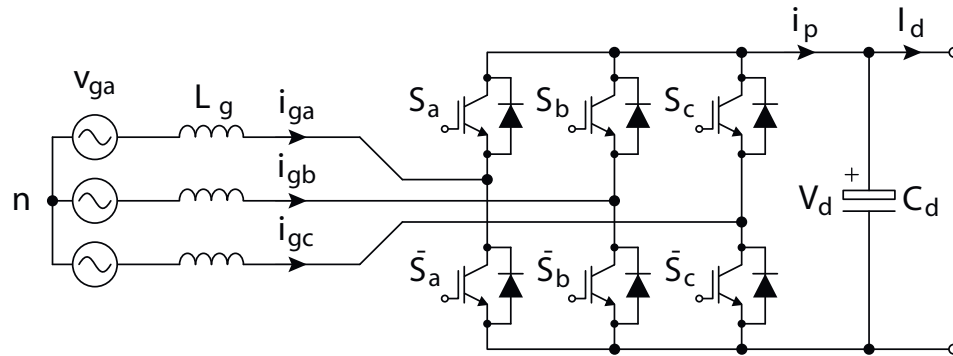 i_p
I_d
v_ga
L_g
i_ga
S_a
S_b
S_c
i_gb
n
+
V_d
C_d
i_gc
S̄_a
S̄_b
S̄_c